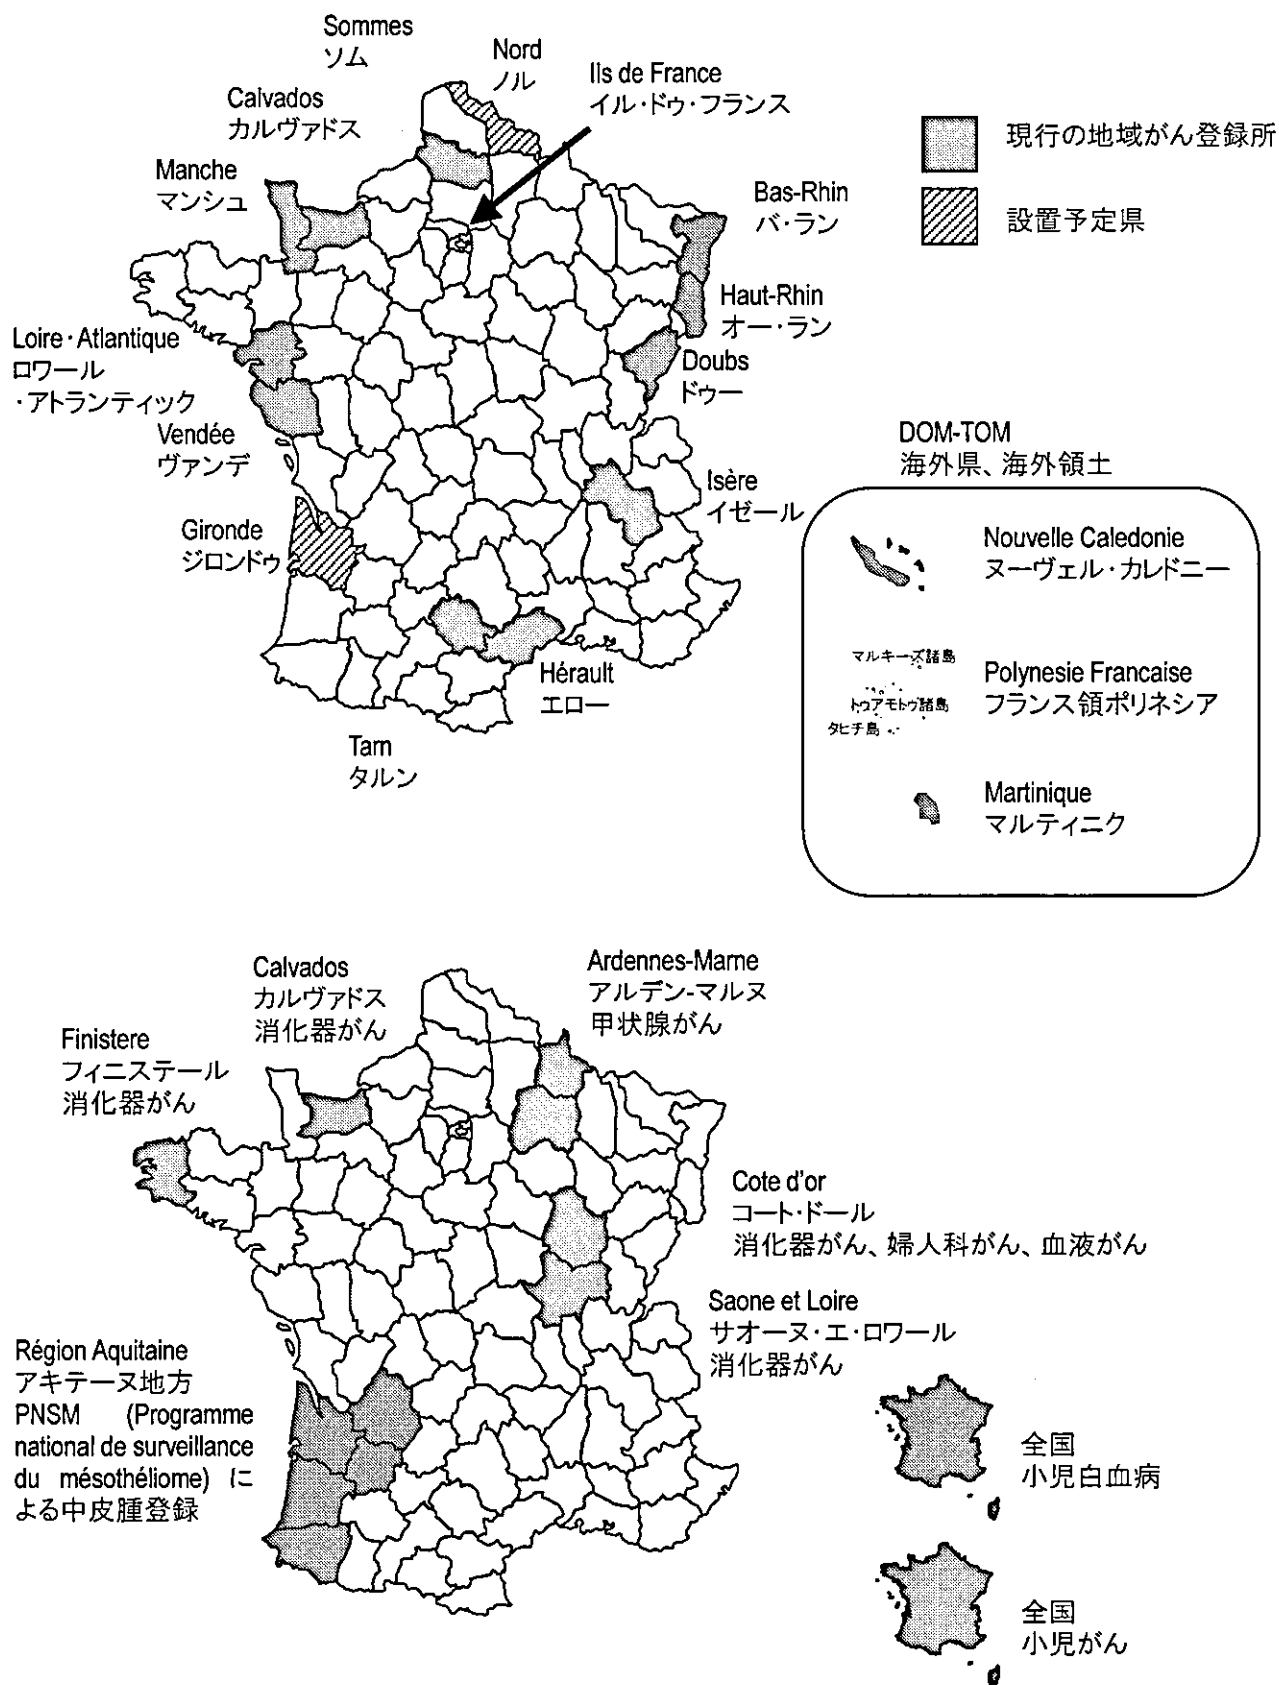 Sommes
ソム
Nord
ノル
Ils de France
イル・ドゥ・フランス
Calvados
カルヴァドス
現行の地域がん登録所
Manche
マンシュ
Bas-Rhin
バ・ラン
設置予定県
Haut-Rhin
オー・ラン
Loire・Atlantique
ロワール
・アトランティック
Doubs
ドゥー
Vendée
ヴァンデ
DOM-TOM
海外県、海外領土
Isère
イゼール
Gironde
ジロンドゥ
Nouvelle Caledonie
ヌーヴェル・カレドニー
マルキーズ諸島
Polynesie Francaise
フランス領ポリネシア
トゥアモトゥ諸島
タヒチ島
Hérault
エロー
Tarn
タルン
Martinique
マルティニク
Calvados
カルヴァドス
消化器がん
Ardennes-Marne
アルデン-マルヌ
甲状腺がん
Finistere
フィニステール
消化器がん
Cote d'or
コート・ドール
消化器がん、婦人科がん、血液がん
Saone et Loire
サオーヌ・エ・ロワール
消化器がん
Région Aquitaine
アキテーヌ地方
PNSM (Programme
national de surveillance
du mésothéliome) に
よる中皮腫登録
全国
小児白血病
全国
小児がん